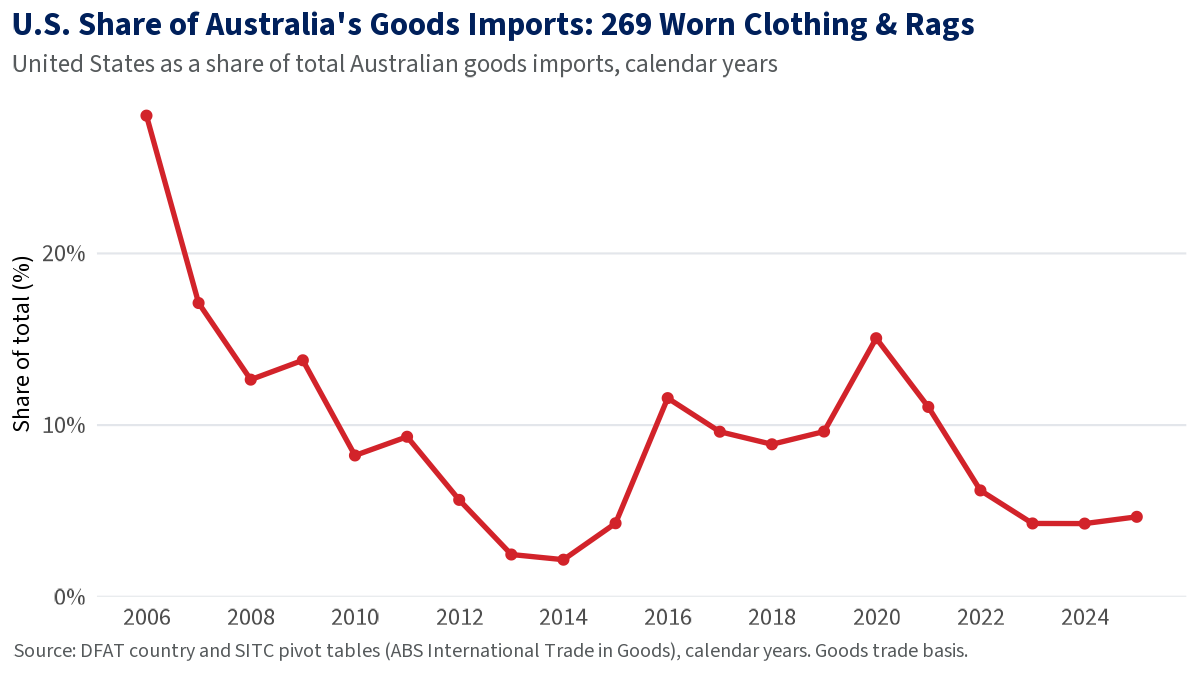 U.S. Share of Australia's Goods Imports: 269 Worn Clothing & Rags
United States as a share of total Australian goods imports, calendar years
Share of total (%)
20%
10%
0%
2006 2008 2010 2012 2014 2016 2018 2020 2022 2024
Source: DFAT country and SITC pivot tables (ABS International Trade in Goods), calendar years. Goods trade basis.